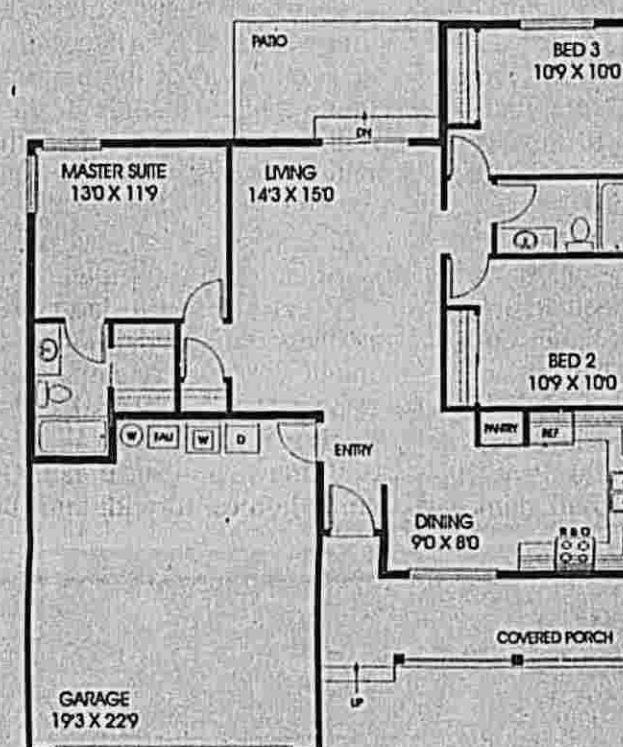 PATIO
BED 3
10'9 X 10'0
DN
MASTER SUITE
13'0 X 11'9
LIVING
14'3 X 15'0
BED 2
10'9 X 10'0
PANTRY
REF
W
FAU
W
D
ENTRY
DINING
9'0 X 8'0
COVERED PORCH
UP
GARAGE
19'3 X 22'9